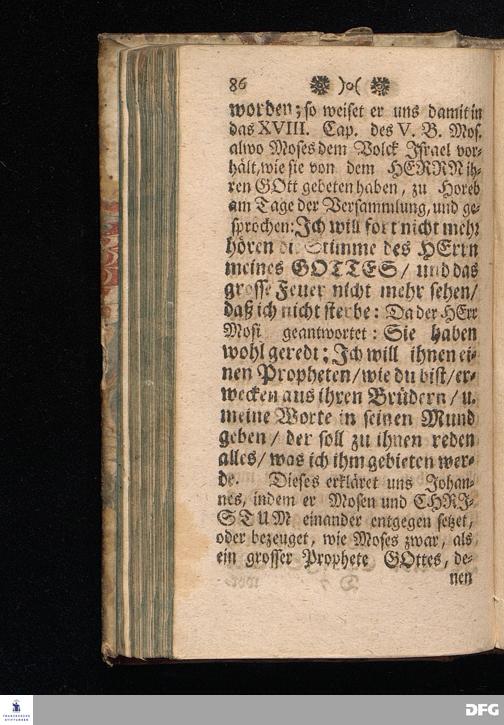 86 ❋ )o( ❋
worden; so weiset er uns damit in
das XVIII. Cap. des V. B. Mos.
alwo Moses dem Volck Israel vor-
hält, wie sie von dem HERRN ih-
ren GOtt gebeten haben, zu Horeb
am Tage der Versammlung, und ge-
sprochen: Ich will fort nicht mehr
hören die Stimme des HErrn
meines GOTTES / und das
grosse Feuer nicht mehr sehen/
daß ich nicht sterbe: Da der HErr
Mosi geantwortet: Sie haben
wohl geredt; Ich will ihnen ei-
nen Propheten/ wie du bist/ er-
wecken aus ihren Brüdern / u.
meine Worte in seinen Mund
geben / der soll zu ihnen reden
alles/ was ich ihm gebieten wer-
de. Dieses erkläret uns Johan-
nes, indem er Mosen und CHRI-
STUM einander entgegen setzet,
oder bezeuget, wie Moses zwar, als
ein grosser Prophete GOttes, de-
nen
FRANCKESCHE
STIFTUNGEN
DFG